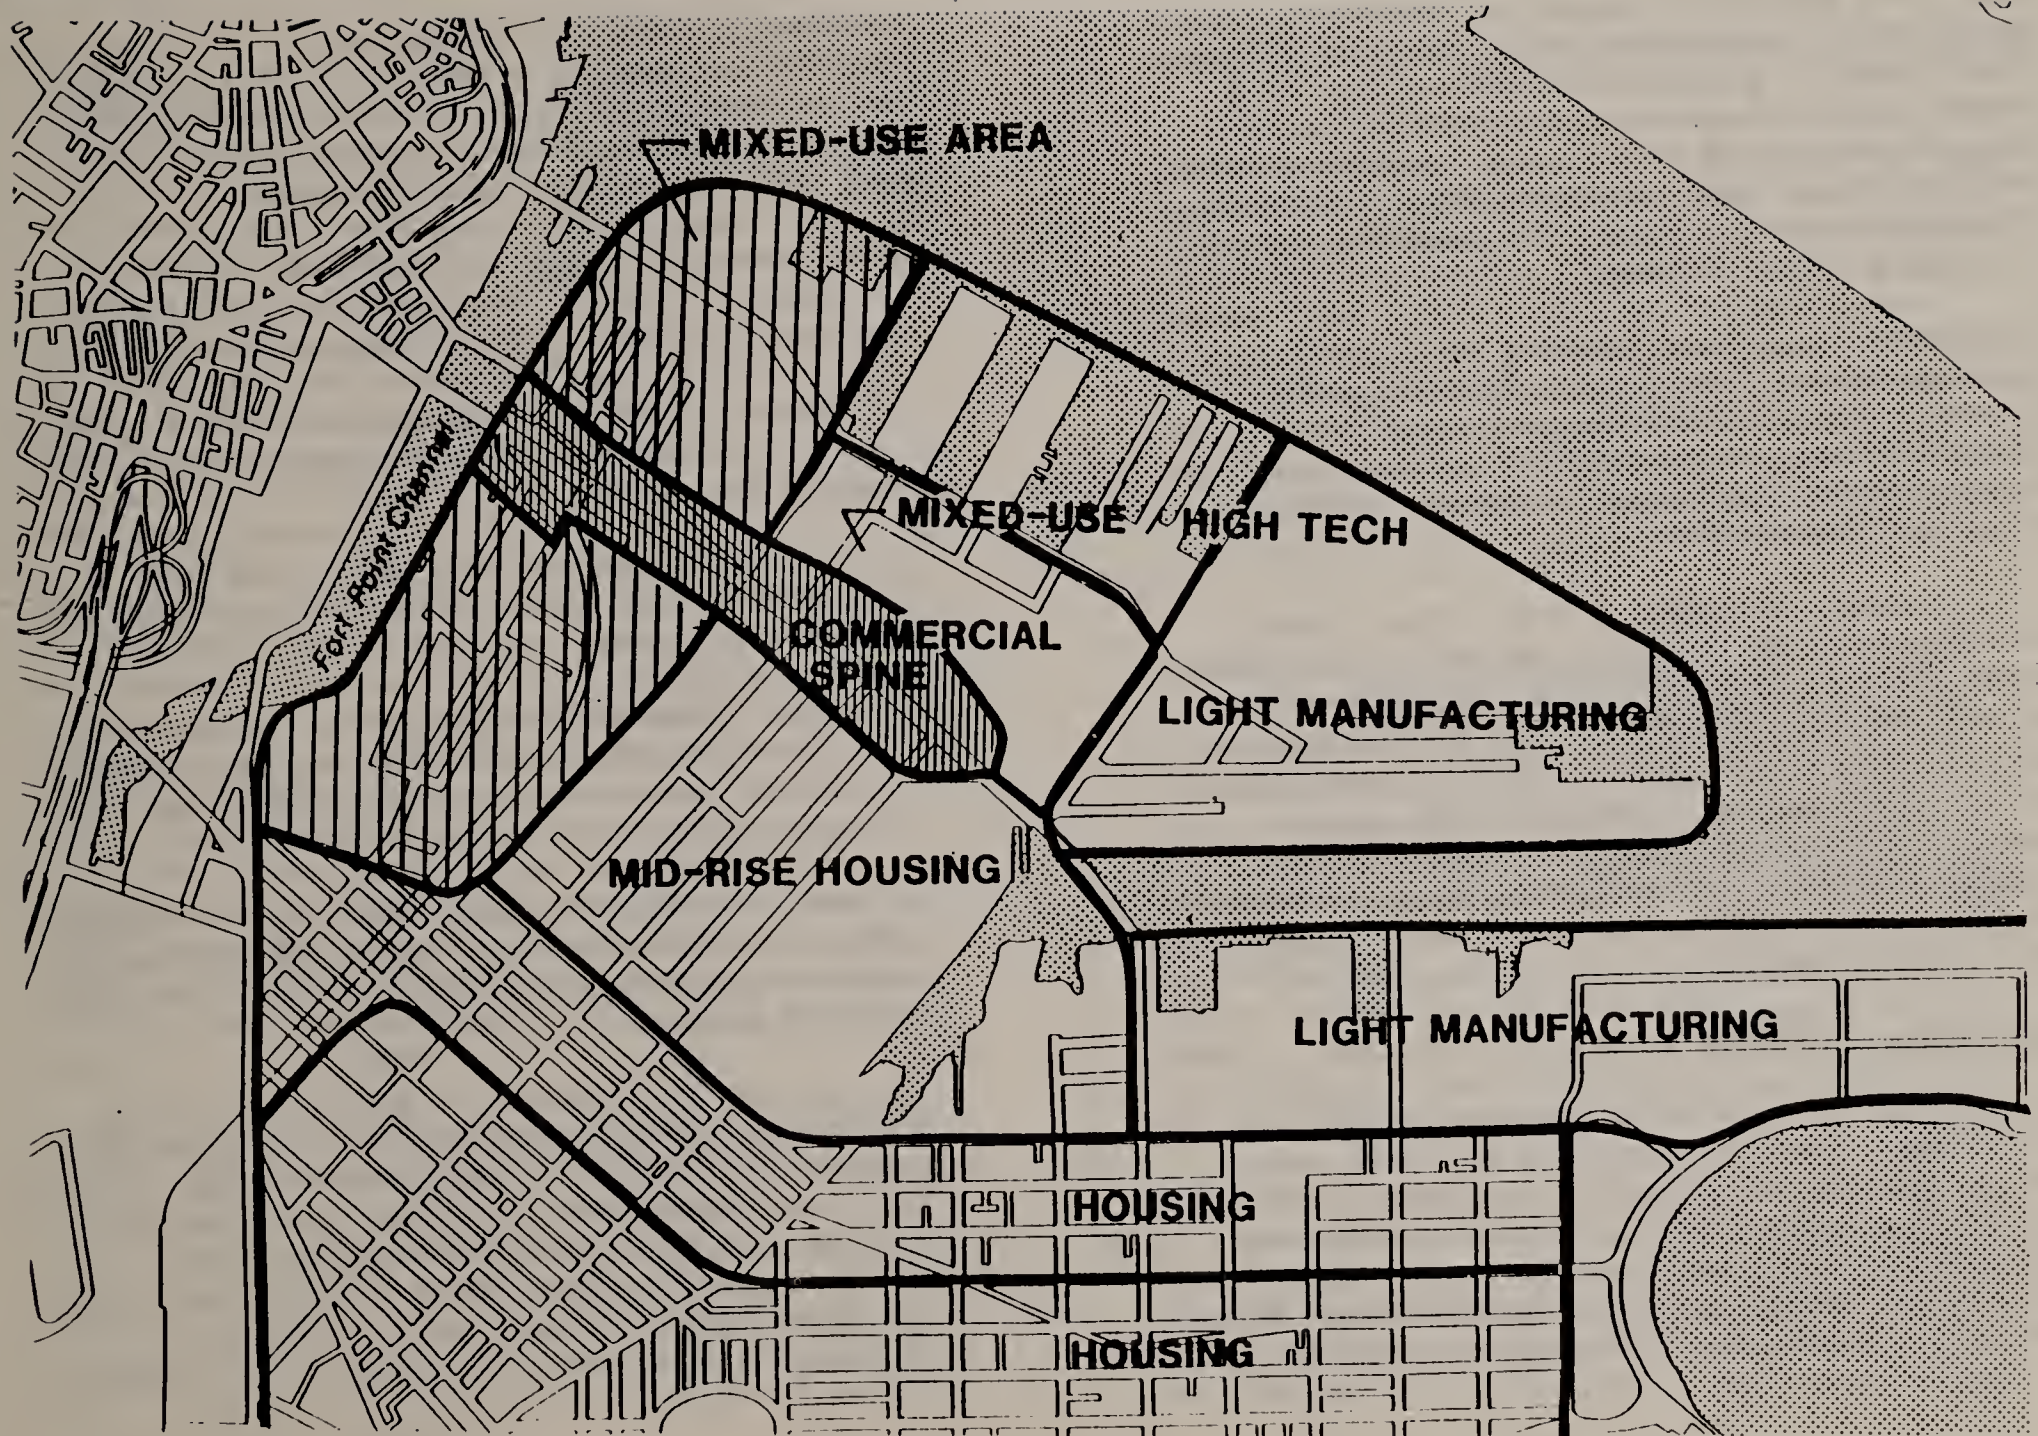 MIXED-USE AREA
Fort Point Channel
MIXED-USE
HIGH TECH
COMMERCIAL
SPINE
LIGHT MANUFACTURING
MID-RISE HOUSING
LIGHT MANUFACTURING
HOUSING
HOUSING